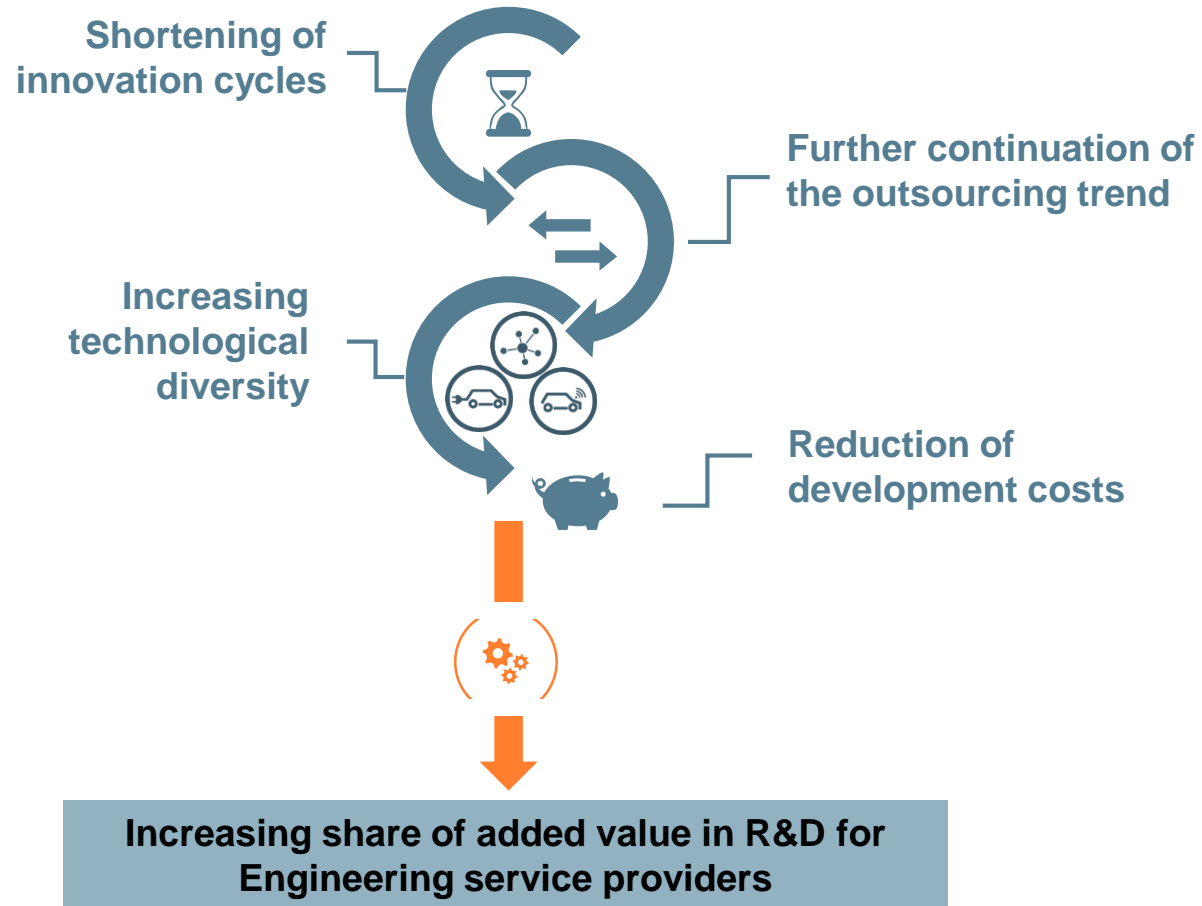 Shortening of
innovation cycles
Further continuation of
the outsourcing trend
Increasing
technological
diversity
Reduction of
development costs
Increasing share of added value in R&D for
Engineering service providers